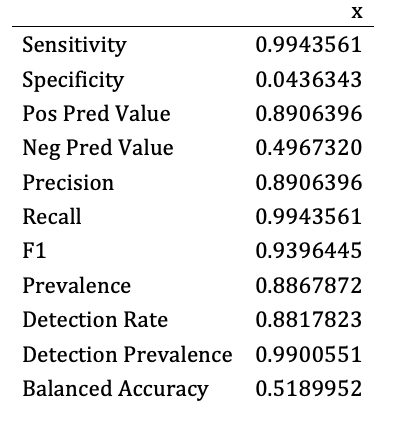 x
Sensitivity 0.9943561
Specificity 0.0436343
Pos Pred Value 0.8906396
Neg Pred Value 0.4967320
Precision 0.8906396
Recall 0.9943561
F1 0.9396445
Prevalence 0.8867872
Detection Rate 0.8817823
Detection Prevalence 0.9900551
Balanced Accuracy 0.5189952